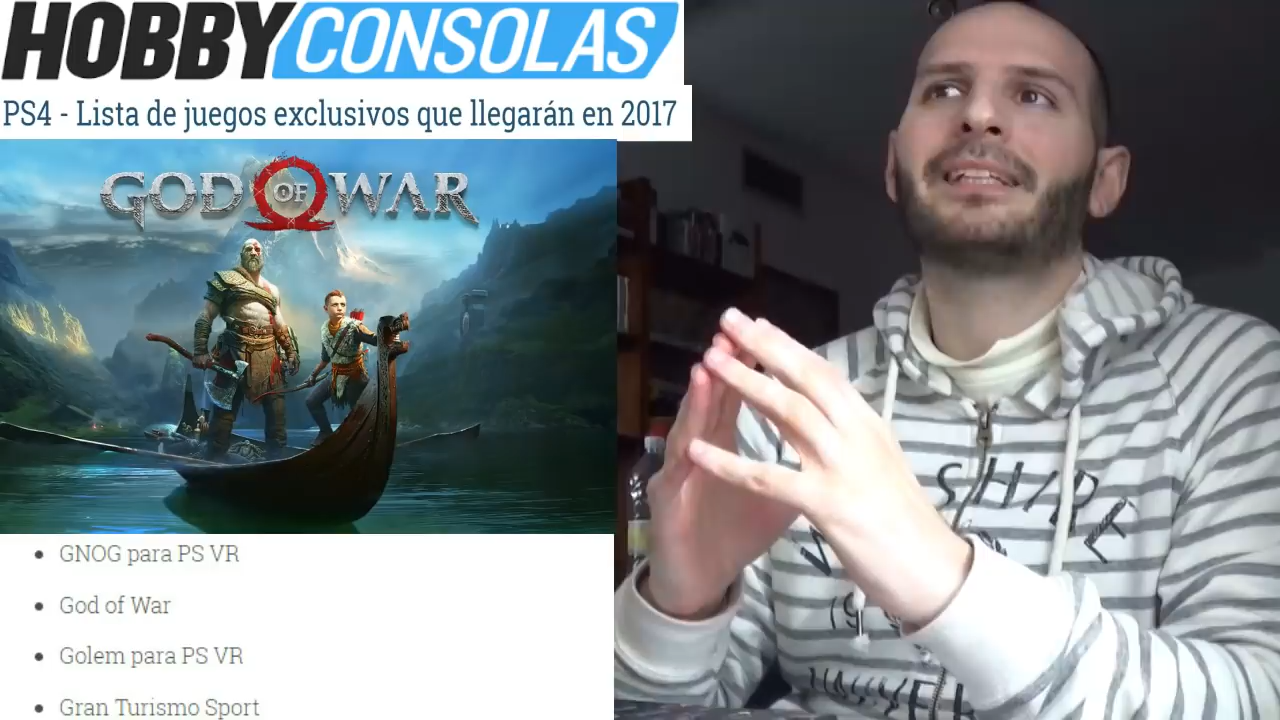 HOBBYCONSOLAS
PS4 - Lista de juegos exclusivos que llegarán en 2017
GOD OF WAR
• GNOG para PS VR
• God of War
• Golem para PS VR
• Gran Turismo Sport